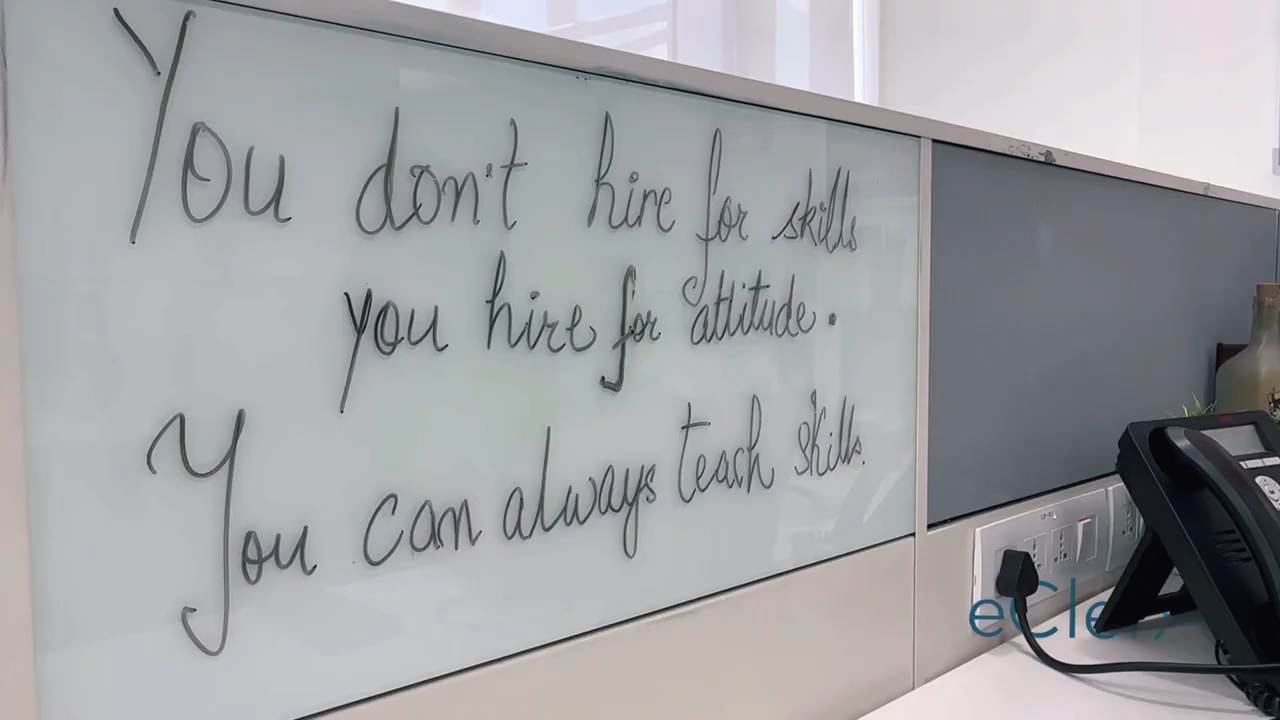 You don't hire for skills
you hire for attitude.
You can always teach skills.